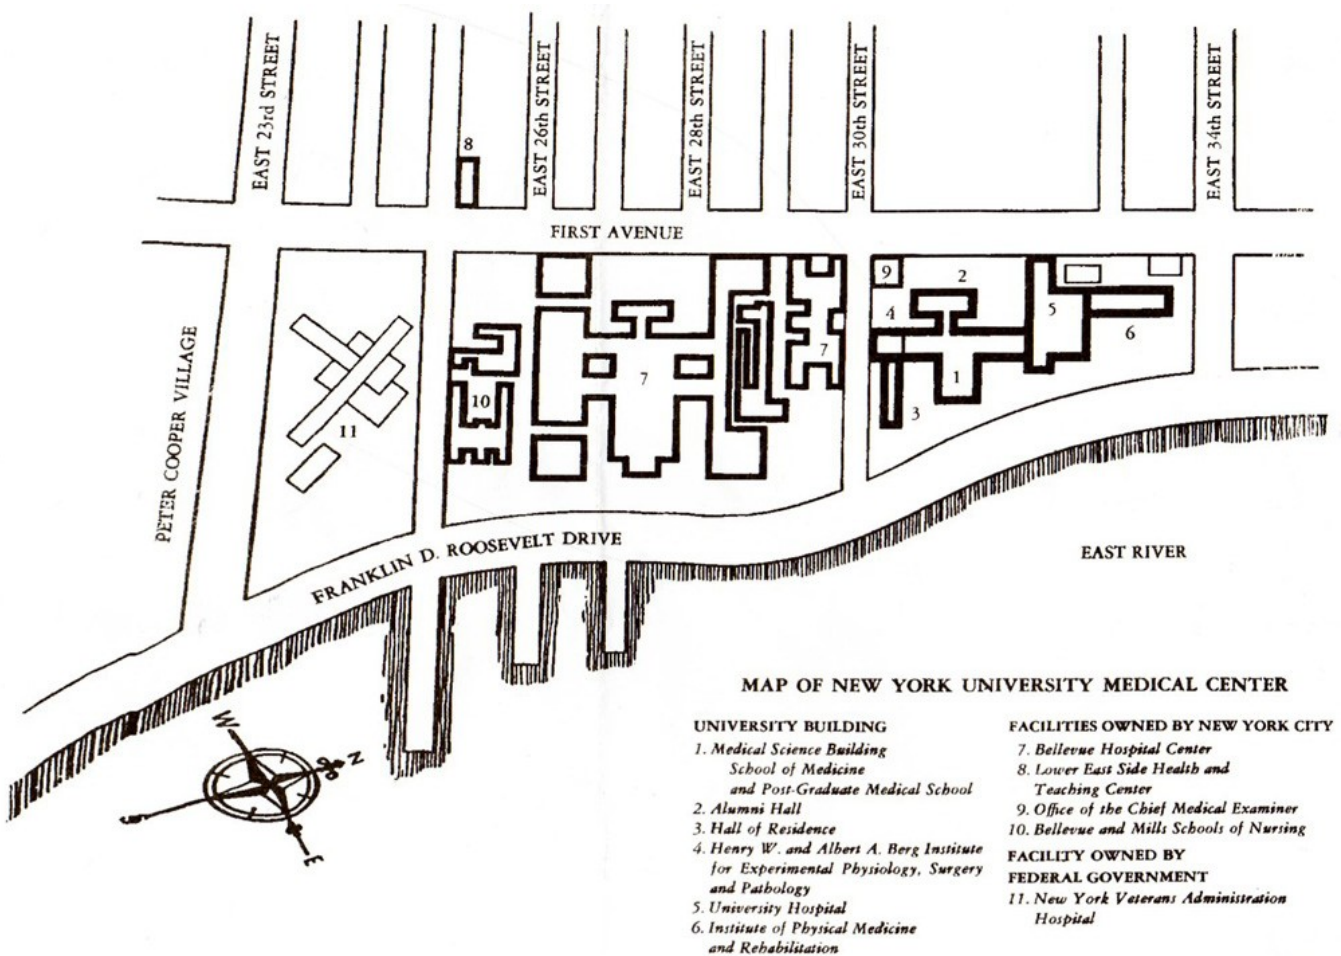 EAST 23rd STREET
EAST 26th STREET
EAST 28th STREET
EAST 30th STREET
EAST 34th STREET
8
FIRST AVENUE
9
2
4
5
6
7
7
1
3
10
11
PETER COOPER VILLAGE
FRANKLIN D. ROOSEVELT DRIVE
EAST RIVER
W
N
S
E
MAP OF NEW YORK UNIVERSITY MEDICAL CENTER
UNIVERSITY BUILDING
1. Medical Science Building
School of Medicine
and Post-Graduate Medical School
2. Alumni Hall
3. Hall of Residence
4. Henry W. and Albert A. Berg Institute
for Experimental Physiology, Surgery
and Pathology
5. University Hospital
6. Institute of Physical Medicine
and Rehabilitation
FACILITIES OWNED BY NEW YORK CITY
7. Bellevue Hospital Center
8. Lower East Side Health and
Teaching Center
9. Office of the Chief Medical Examiner
10. Bellevue and Mills Schools of Nursing
FACILITY OWNED BY
FEDERAL GOVERNMENT
11. New York Veterans Administration
Hospital